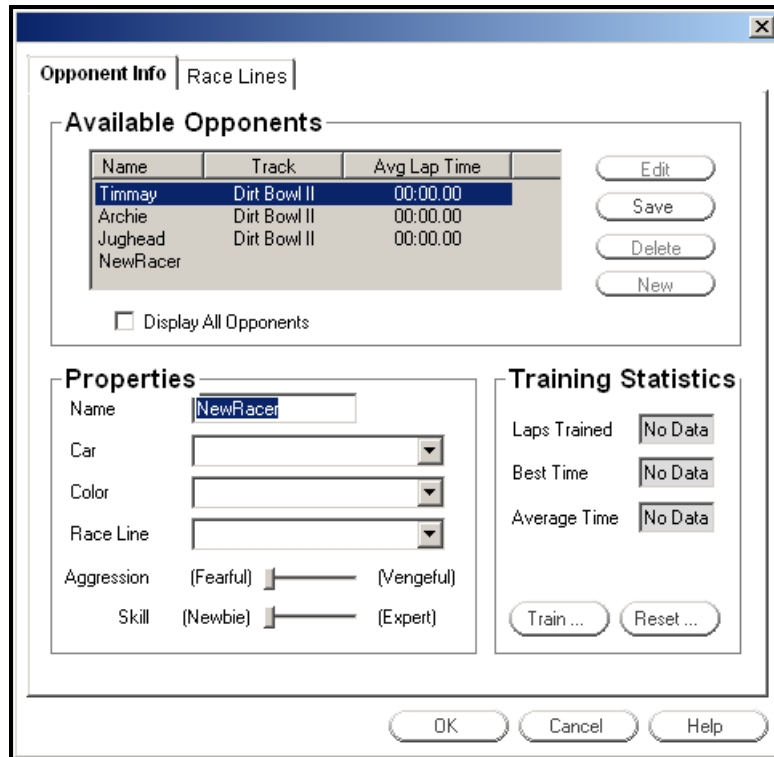 Opponent Info Race Lines
Available Opponents
Name Track Avg Lap Time
Timmay Dirt Bowl II 00:00.00
Archie Dirt Bowl II 00:00.00
Jughead Dirt Bowl II 00:00.00
NewRacer
Edit
Save
Delete
New
Display All Opponents
Properties
Name NewRacer
Car
Color
Race Line
Aggression (Fearful) (Vengeful)
Skill (Newbie) (Expert)
Training Statistics
Laps Trained No Data
Best Time No Data
Average Time No Data
Train ... Reset ...
OK Cancel Help